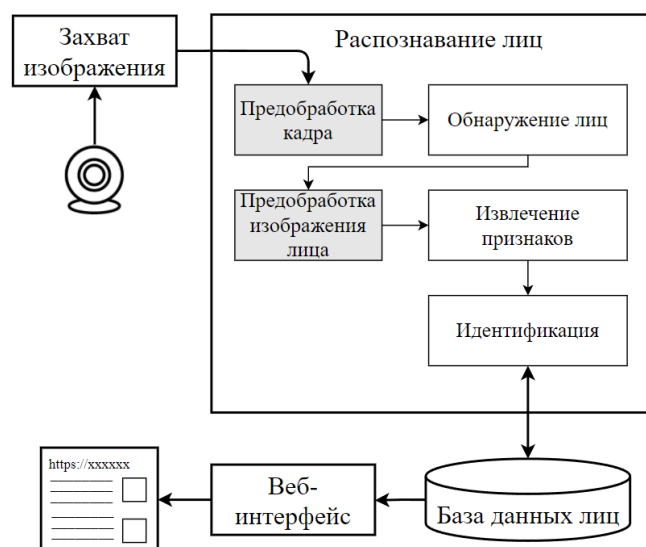 Захват
изображения
Распознавание лиц
Предобработка
кадра
Обнаружение лиц
Предобработка
изображения
лица
Извлечение
признаков
Идентификация
База данных лиц
Веб-
интерфейс
https://xxxxxx